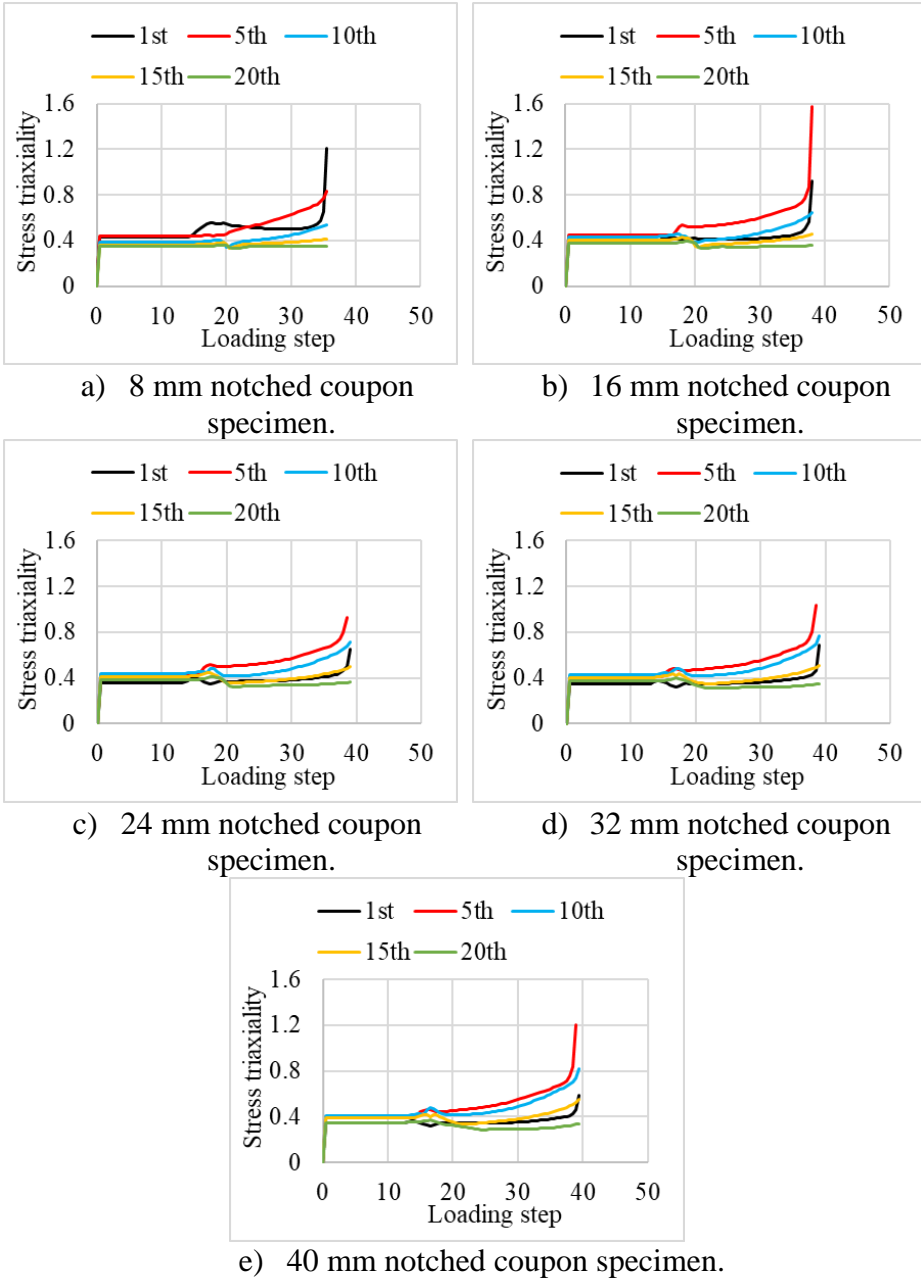 1st 5th 10th
15th 20th
Stress triaxiality
1.6
1.2
0.8
0.4
0
0 10 20 30 40 50
Loading step
a) 8 mm notched coupon
specimen.
1st 5th 10th
15th 20th
Stress triaxiality
1.6
1.2
0.8
0.4
0
0 10 20 30 40 50
Loading step
b) 16 mm notched coupon
specimen.
1st 5th 10th
15th 20th
Stress triaxiality
1.6
1.2
0.8
0.4
0
0 10 20 30 40 50
Loading step
c) 24 mm notched coupon
specimen.
1st 5th 10th
15th 20th
Stress triaxiality
1.6
1.2
0.8
0.4
0
0 10 20 30 40 50
Loading step
d) 32 mm notched coupon
specimen.
1st 5th 10th
15th 20th
Stress triaxiality
1.6
1.2
0.8
0.4
0
0 10 20 30 40 50
Loading step
e) 40 mm notched coupon specimen.